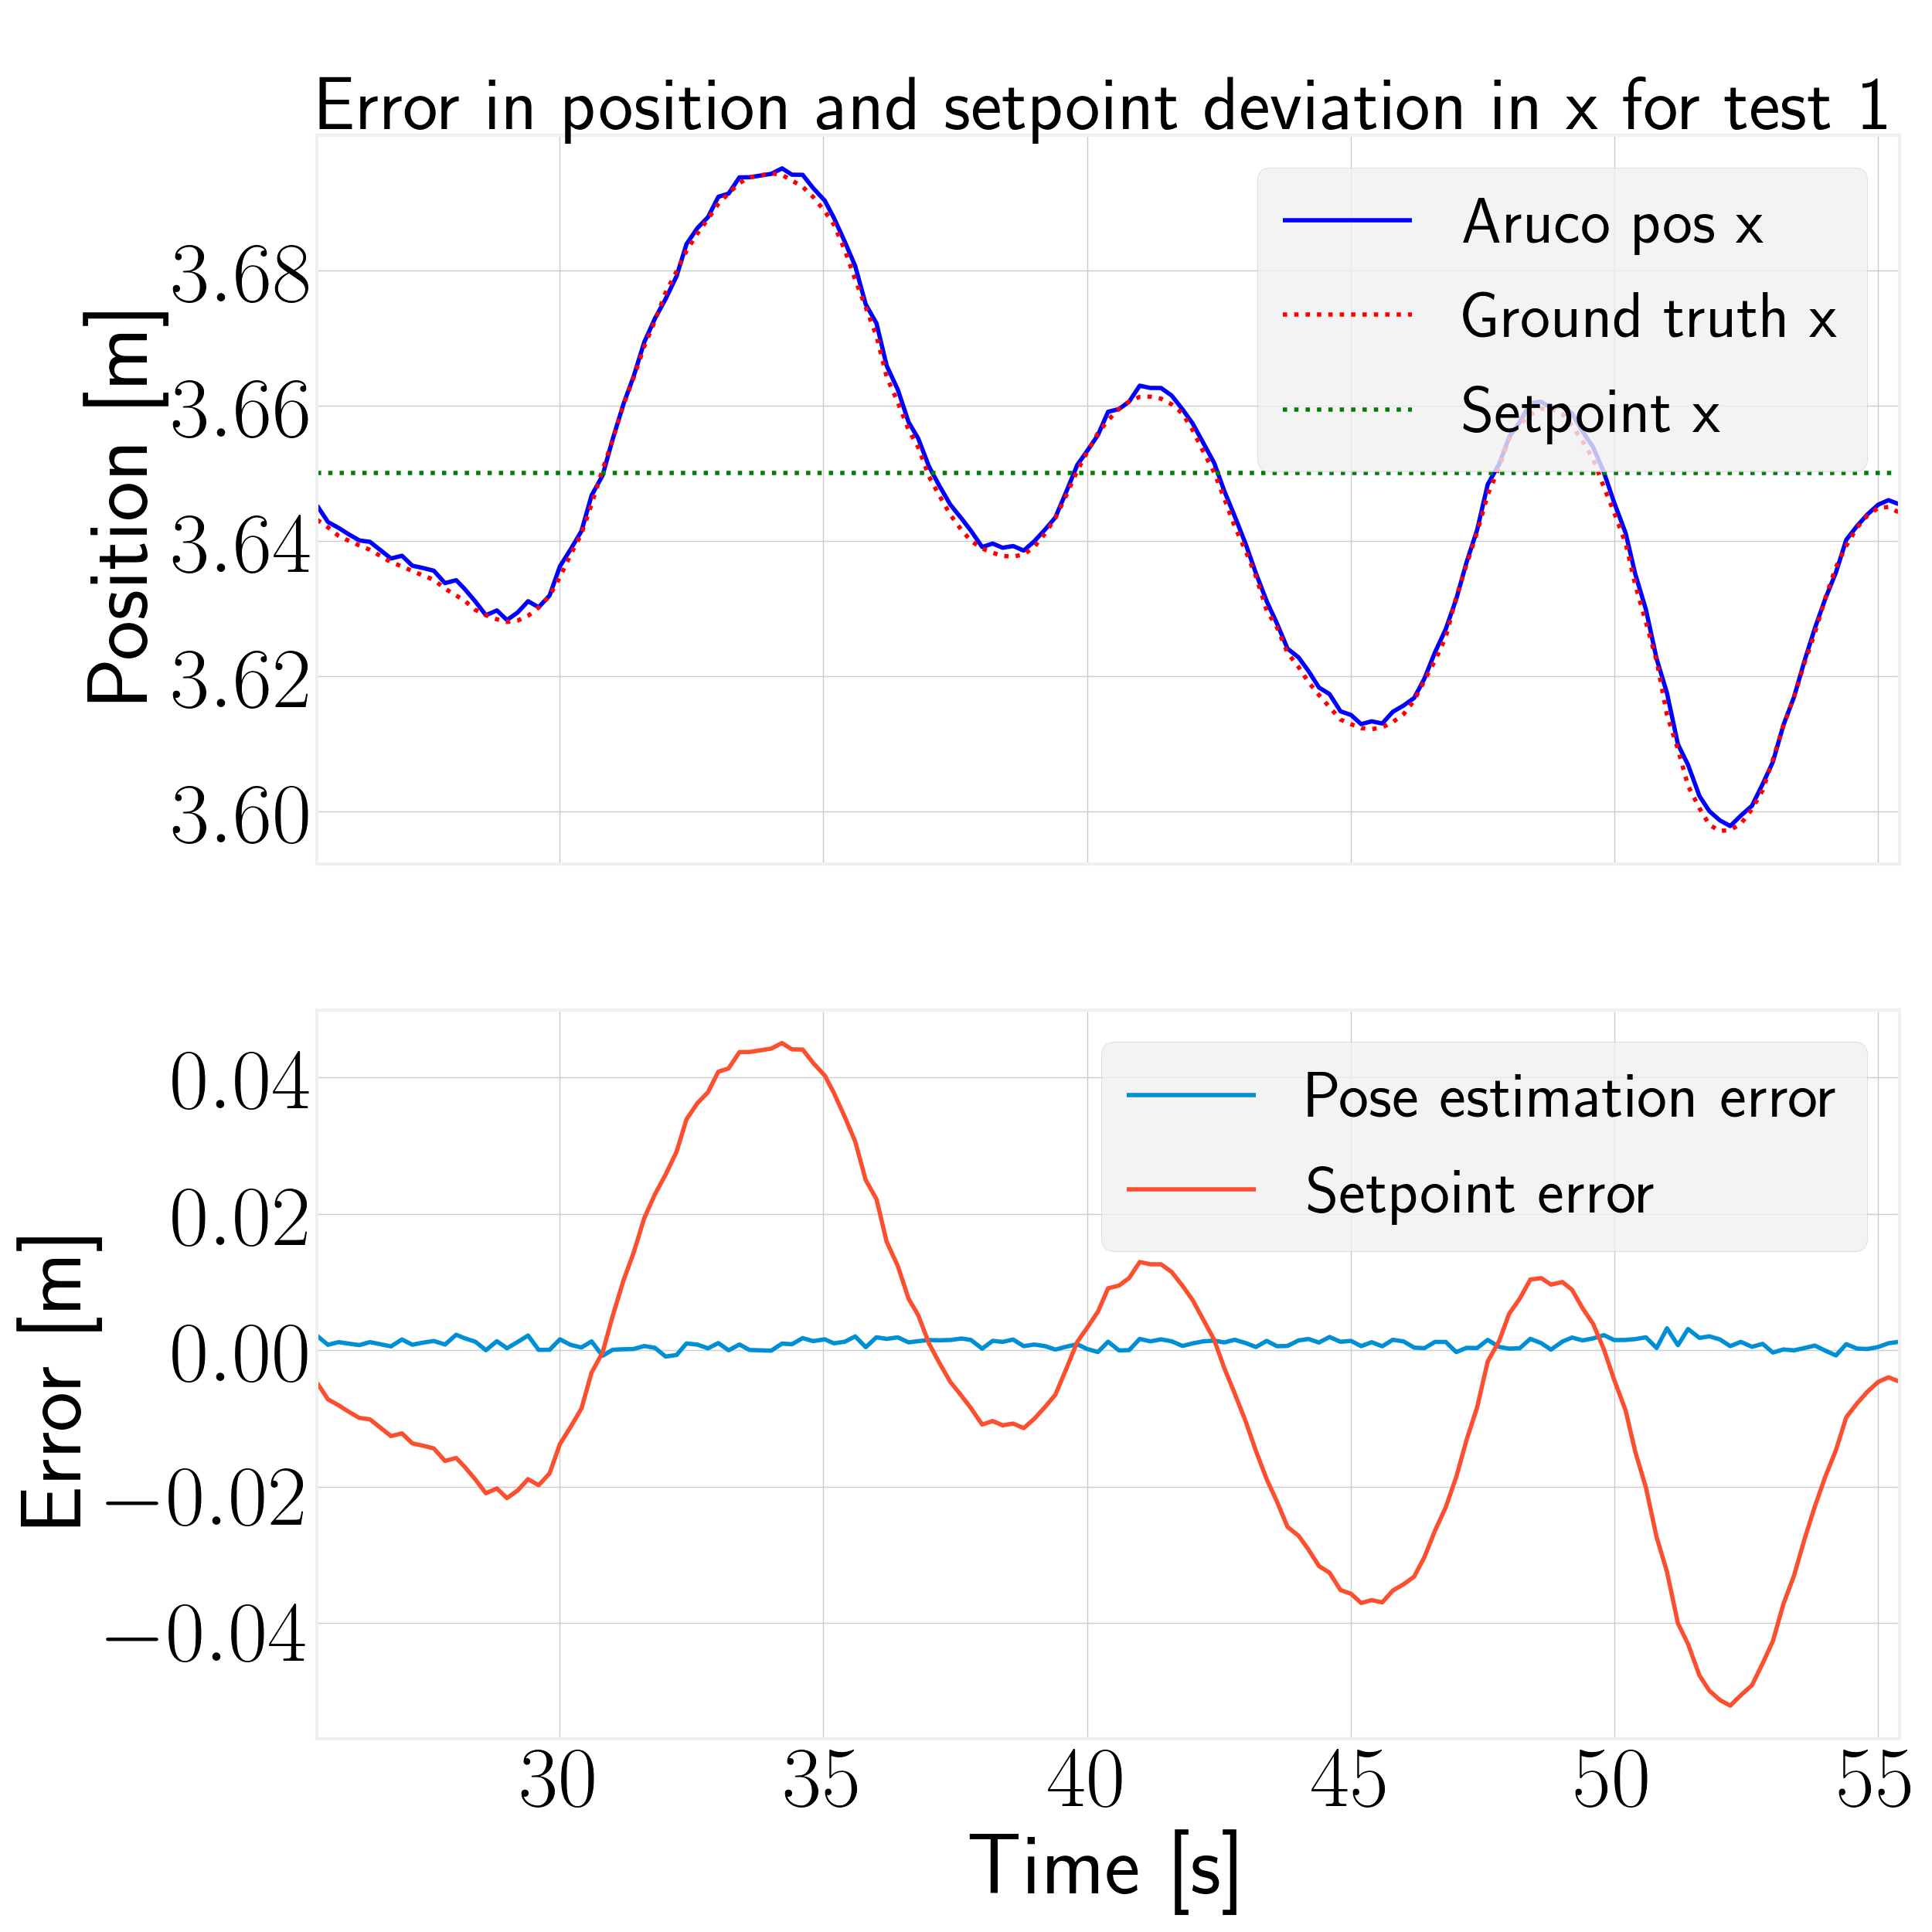 Error in position and setpoint deviation in x for test 1
Position [m]
3.68
3.66
3.64
3.62
3.60
Aruco pos x
Ground truth x
Setpoint x
Error [m]
0.04
0.02
0.00
−0.02
−0.04
Pose estimation error
Setpoint error
30 35 40 45 50 55
Time [s]